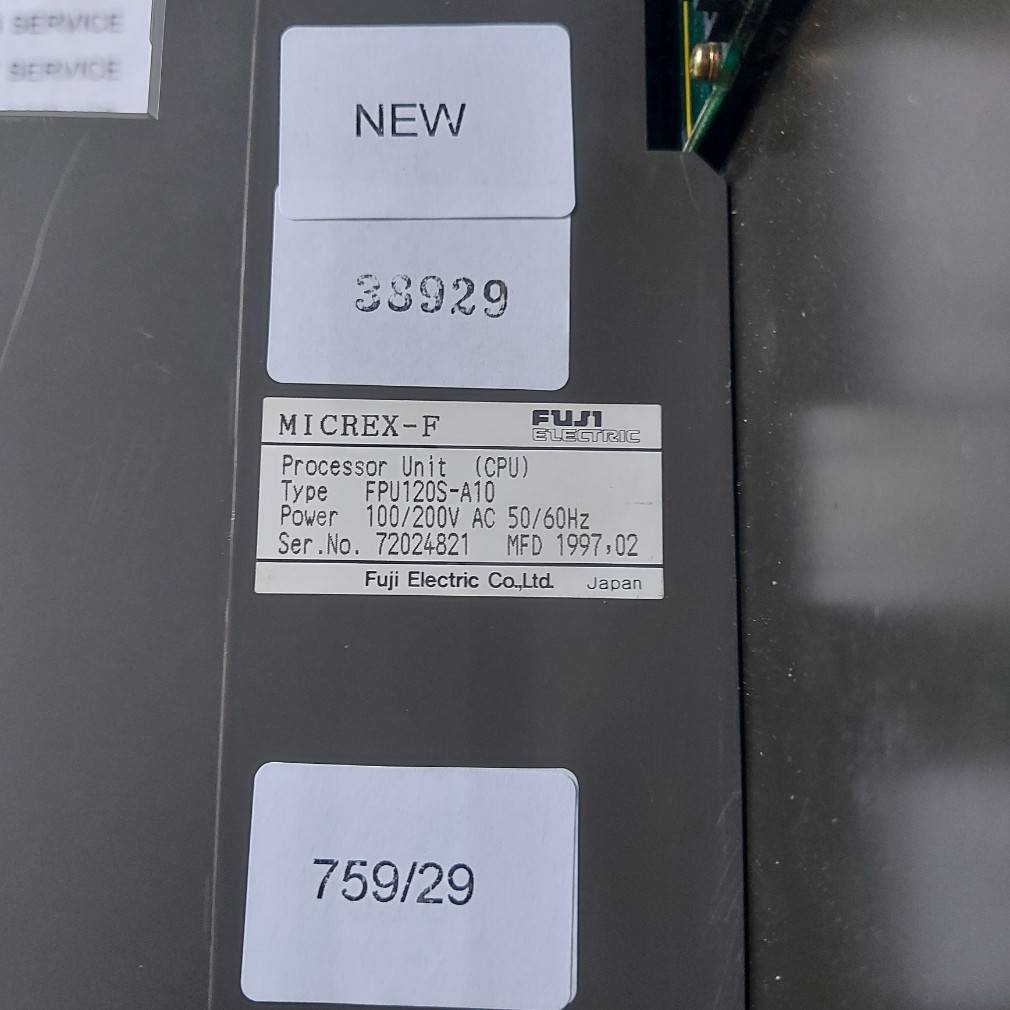 SERVICE
SERVICE
NEW
38929
MICREX-F FUJI
ELECTRIC
Processor Unit (CPU)
Type FPU120S-A10
Power 100/200V AC 50/60Hz
Ser.No. 72024821 MFD 1997,02
Fuji Electric Co.,Ltd. Japan
759/29